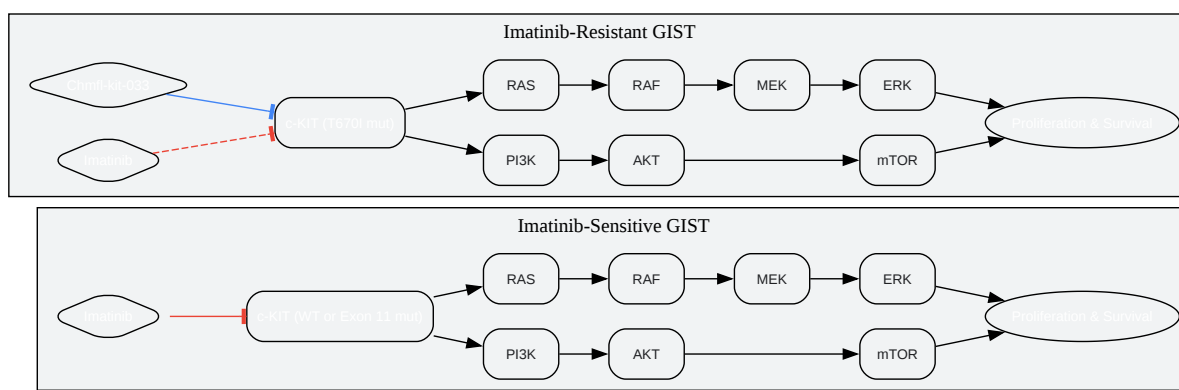 Imatinib-Resistant GIST
Chmfl-kit-033
Imatinib
c-KIT (T670I mut)
RAS
RAF
MEK
ERK
PI3K
AKT
mTOR
Proliferation & Survival
Imatinib-Sensitive GIST
Imatinib
c-KIT (WT or Exon 11 mut)
RAS
RAF
MEK
ERK
PI3K
AKT
mTOR
Proliferation & Survival